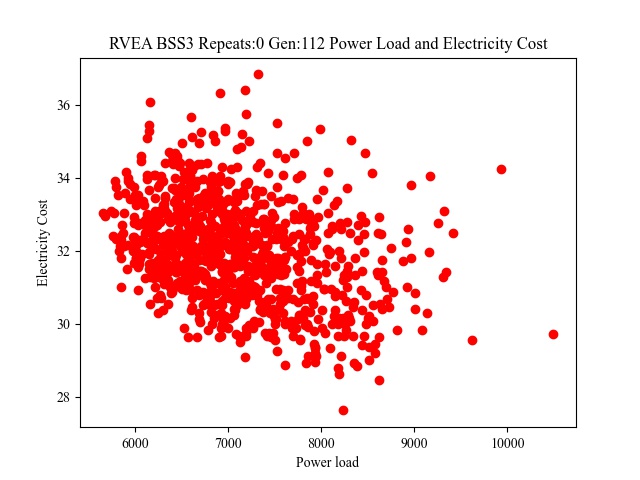 RVEA BSS3 Repeats:0 Gen:112 Power Load and Electricity Cost
36
34
32
30
28
Electricity Cost
6000 7000 8000 9000 10000
Power load